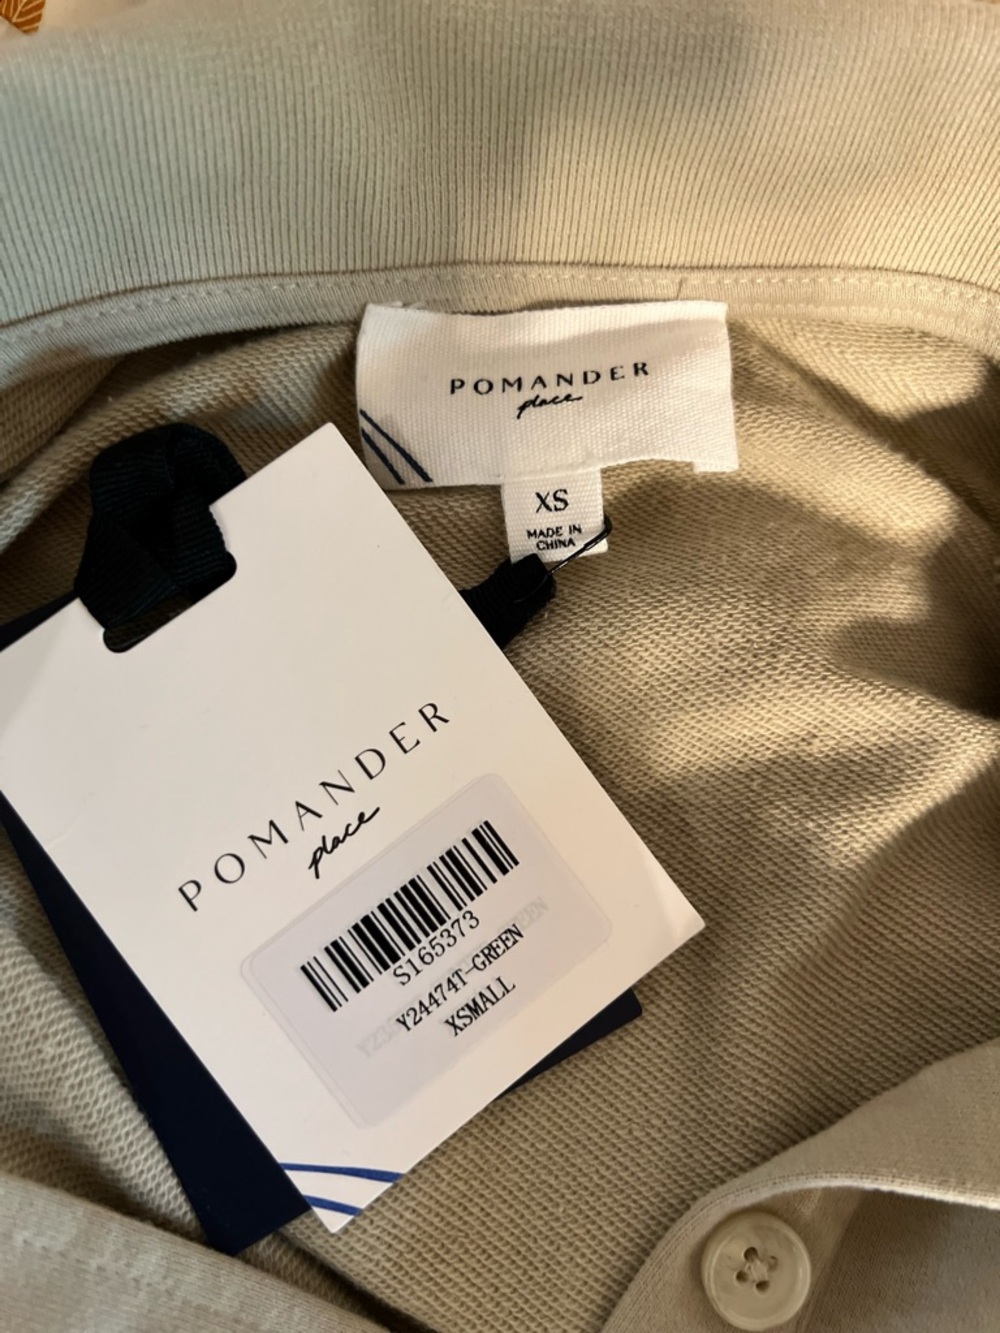 POMANDER
place
XS
MADE IN
CHINA
POMANDER
place
S165373
Y24474T-GREEN
XSMALL